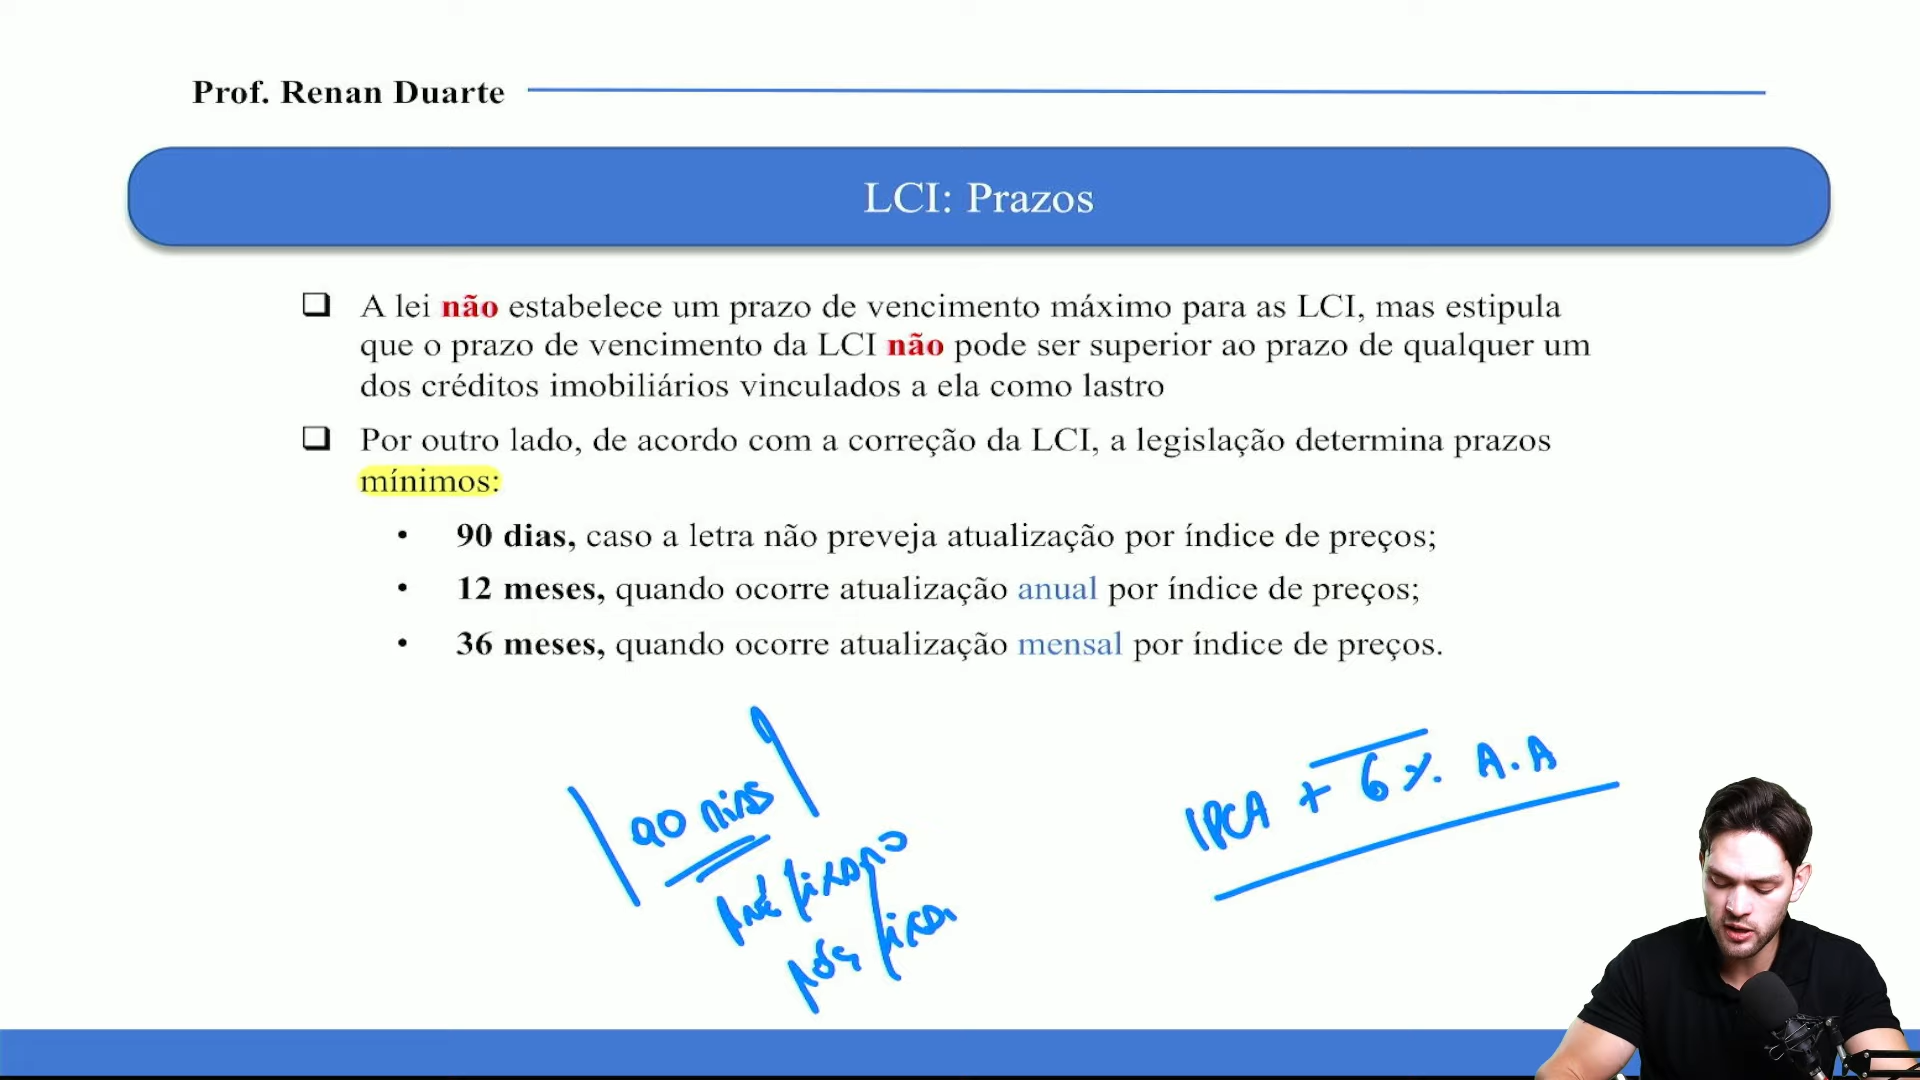 Prof. Renan Duarte
LCI: Prazos
A lei não estabelece um prazo de vencimento máximo para as LCI, mas estipula
que o prazo de vencimento da LCI não pode ser superior ao prazo de qualquer um
dos créditos imobiliários vinculados a ela como lastro
Por outro lado, de acordo com a correção da LCI, a legislação determina prazos
mínimos:
• 90 dias, caso a letra não preveja atualização por índice de preços;
• 12 meses, quando ocorre atualização anual por índice de preços;
• 36 meses, quando ocorre atualização mensal por índice de preços.
90 dias
pré fixado
pós fixa
IPCA + 6%. A.A